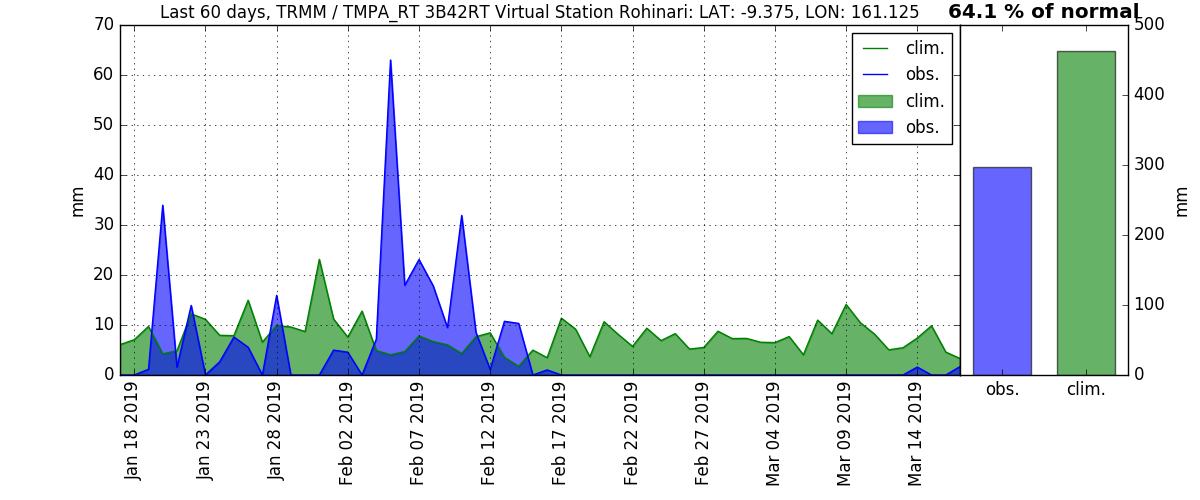 Last 60 days, TRMM / TMPA_RT 3B42RT Virtual Station Rohinari: LAT: -9.375, LON: 161.125
64.1 % of normal
70
60
50
40
30
20
10
0
mm
clim.
obs.
clim.
obs.
500
400
300
200
100
0
mm
obs.
clim.
Jan 18 2019
Jan 23 2019
Jan 28 2019
Feb 02 2019
Feb 07 2019
Feb 12 2019
Feb 17 2019
Feb 22 2019
Feb 27 2019
Mar 04 2019
Mar 09 2019
Mar 14 2019